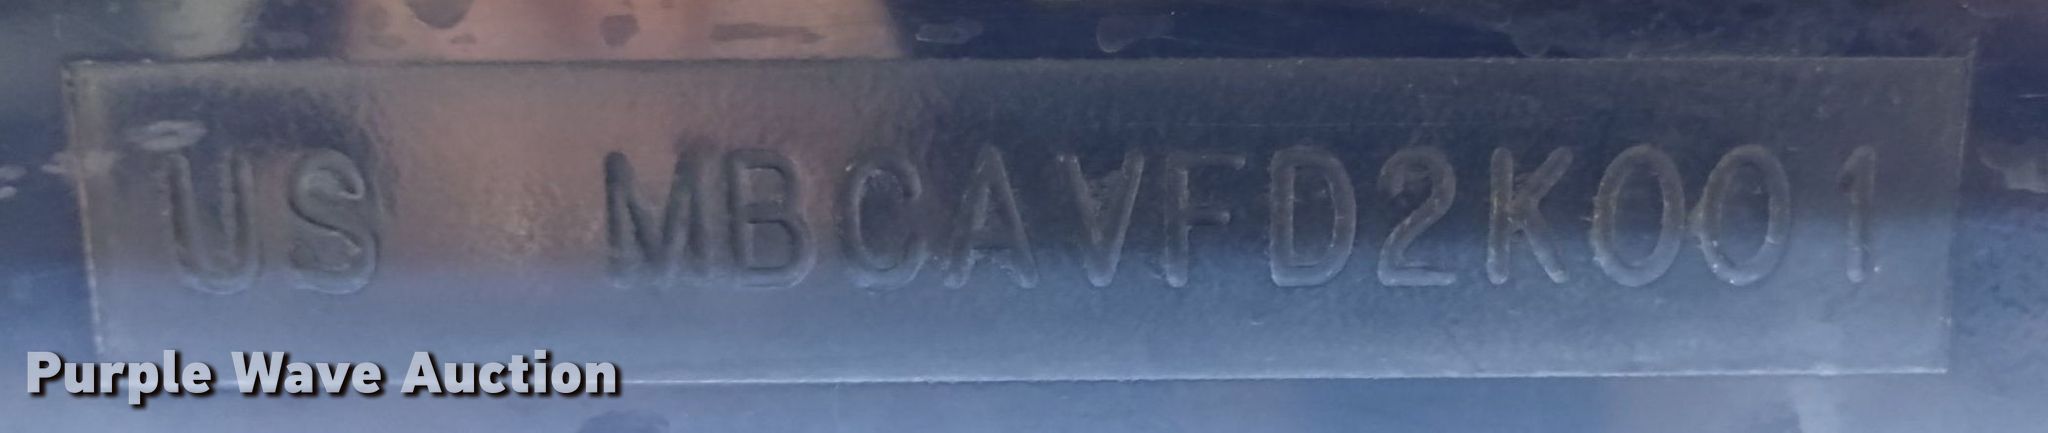 US MBCAVFD2K001
Purple Wave Auction